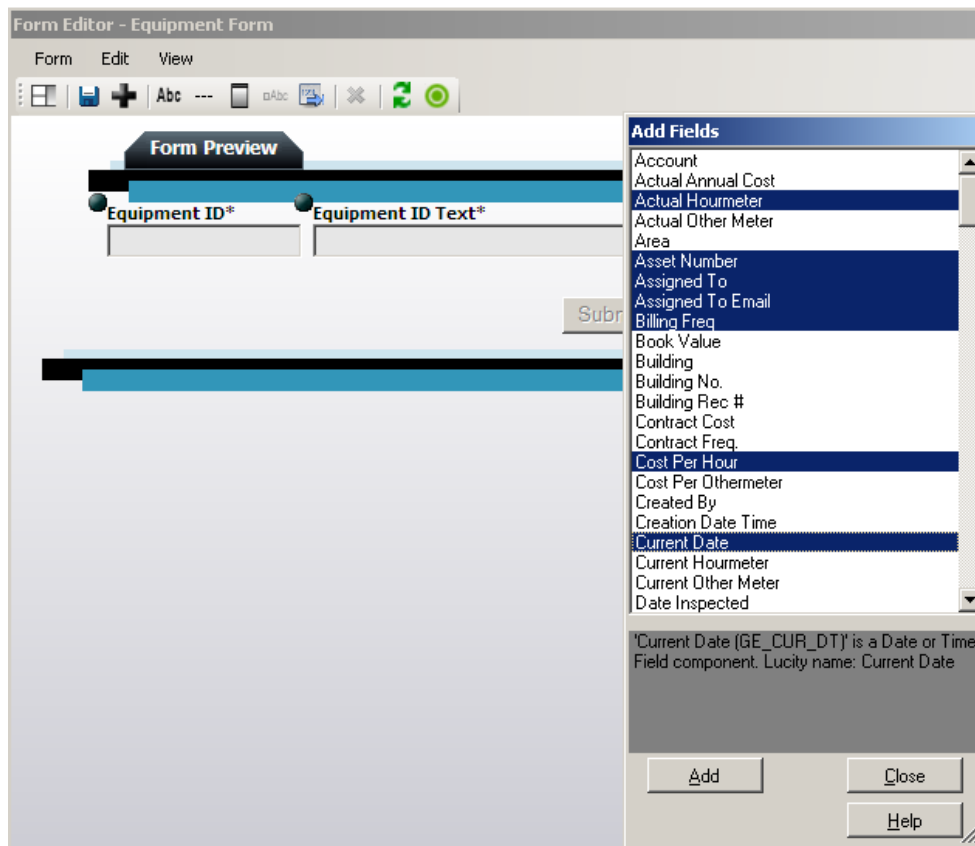 Form Editor - Equipment Form
Form Edit View
Abc --- Abc
Form Preview
Equipment ID* Equipment ID Text*
Add Fields
Account
Actual Annual Cost
Actual Hourmeter
Actual Other Meter
Area
Asset Number
Assigned To
Assigned To Email
Billing Freq
Book Value
Building
Building No.
Building Rec #
Contract Cost
Contract Freq.
Cost Per Hour
Cost Per Othermeter
Created By
Creation Date Time
Current Date
Current Hourmeter
Current Other Meter
Date Inspected
'Current Date (GE_CUR_DT)' is a Date or Time
Field component. Lucity name: Current Date
Add Close
Help